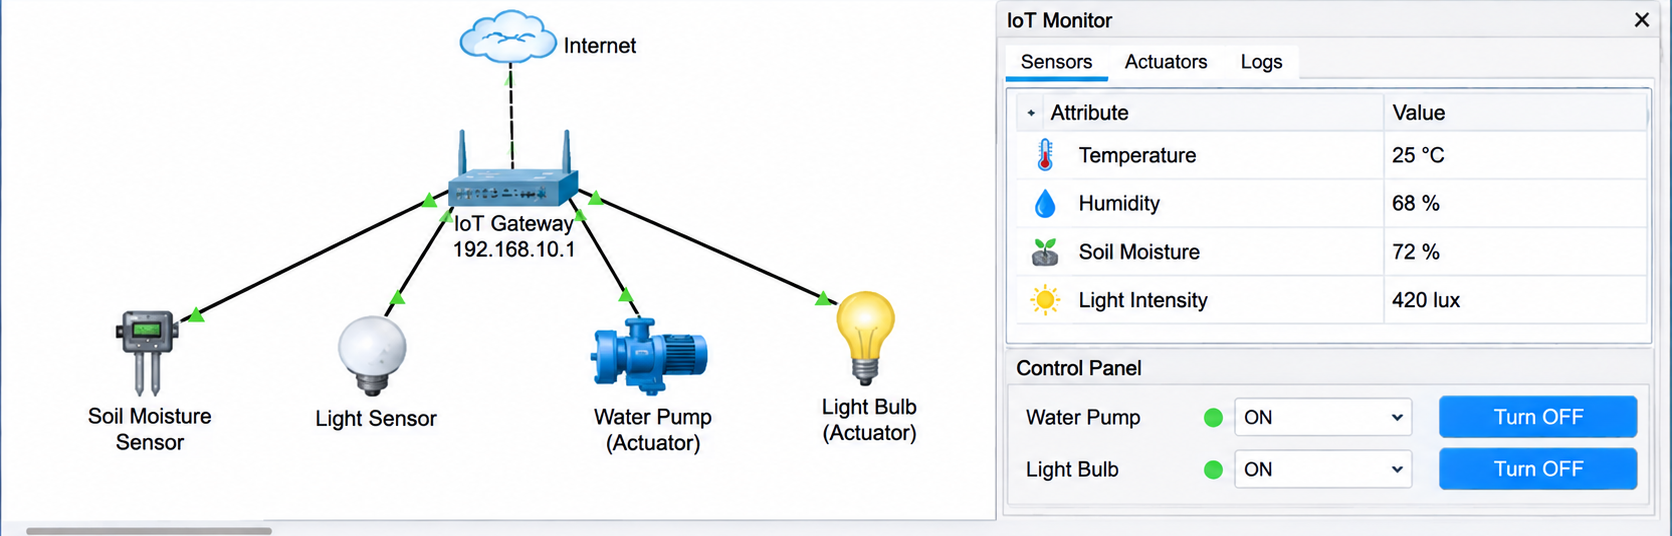 Internet
IoT Gateway
192.168.10.1
Soil Moisture
Sensor
Light Sensor
Water Pump
(Actuator)
Light Bulb
(Actuator)
IoT Monitor
Sensors Actuators Logs
Attribute Value
Temperature 25 °C
Humidity 68 %
Soil Moisture 72 %
Light Intensity 420 lux
Control Panel
Water Pump ON Turn OFF
Light Bulb ON Turn OFF